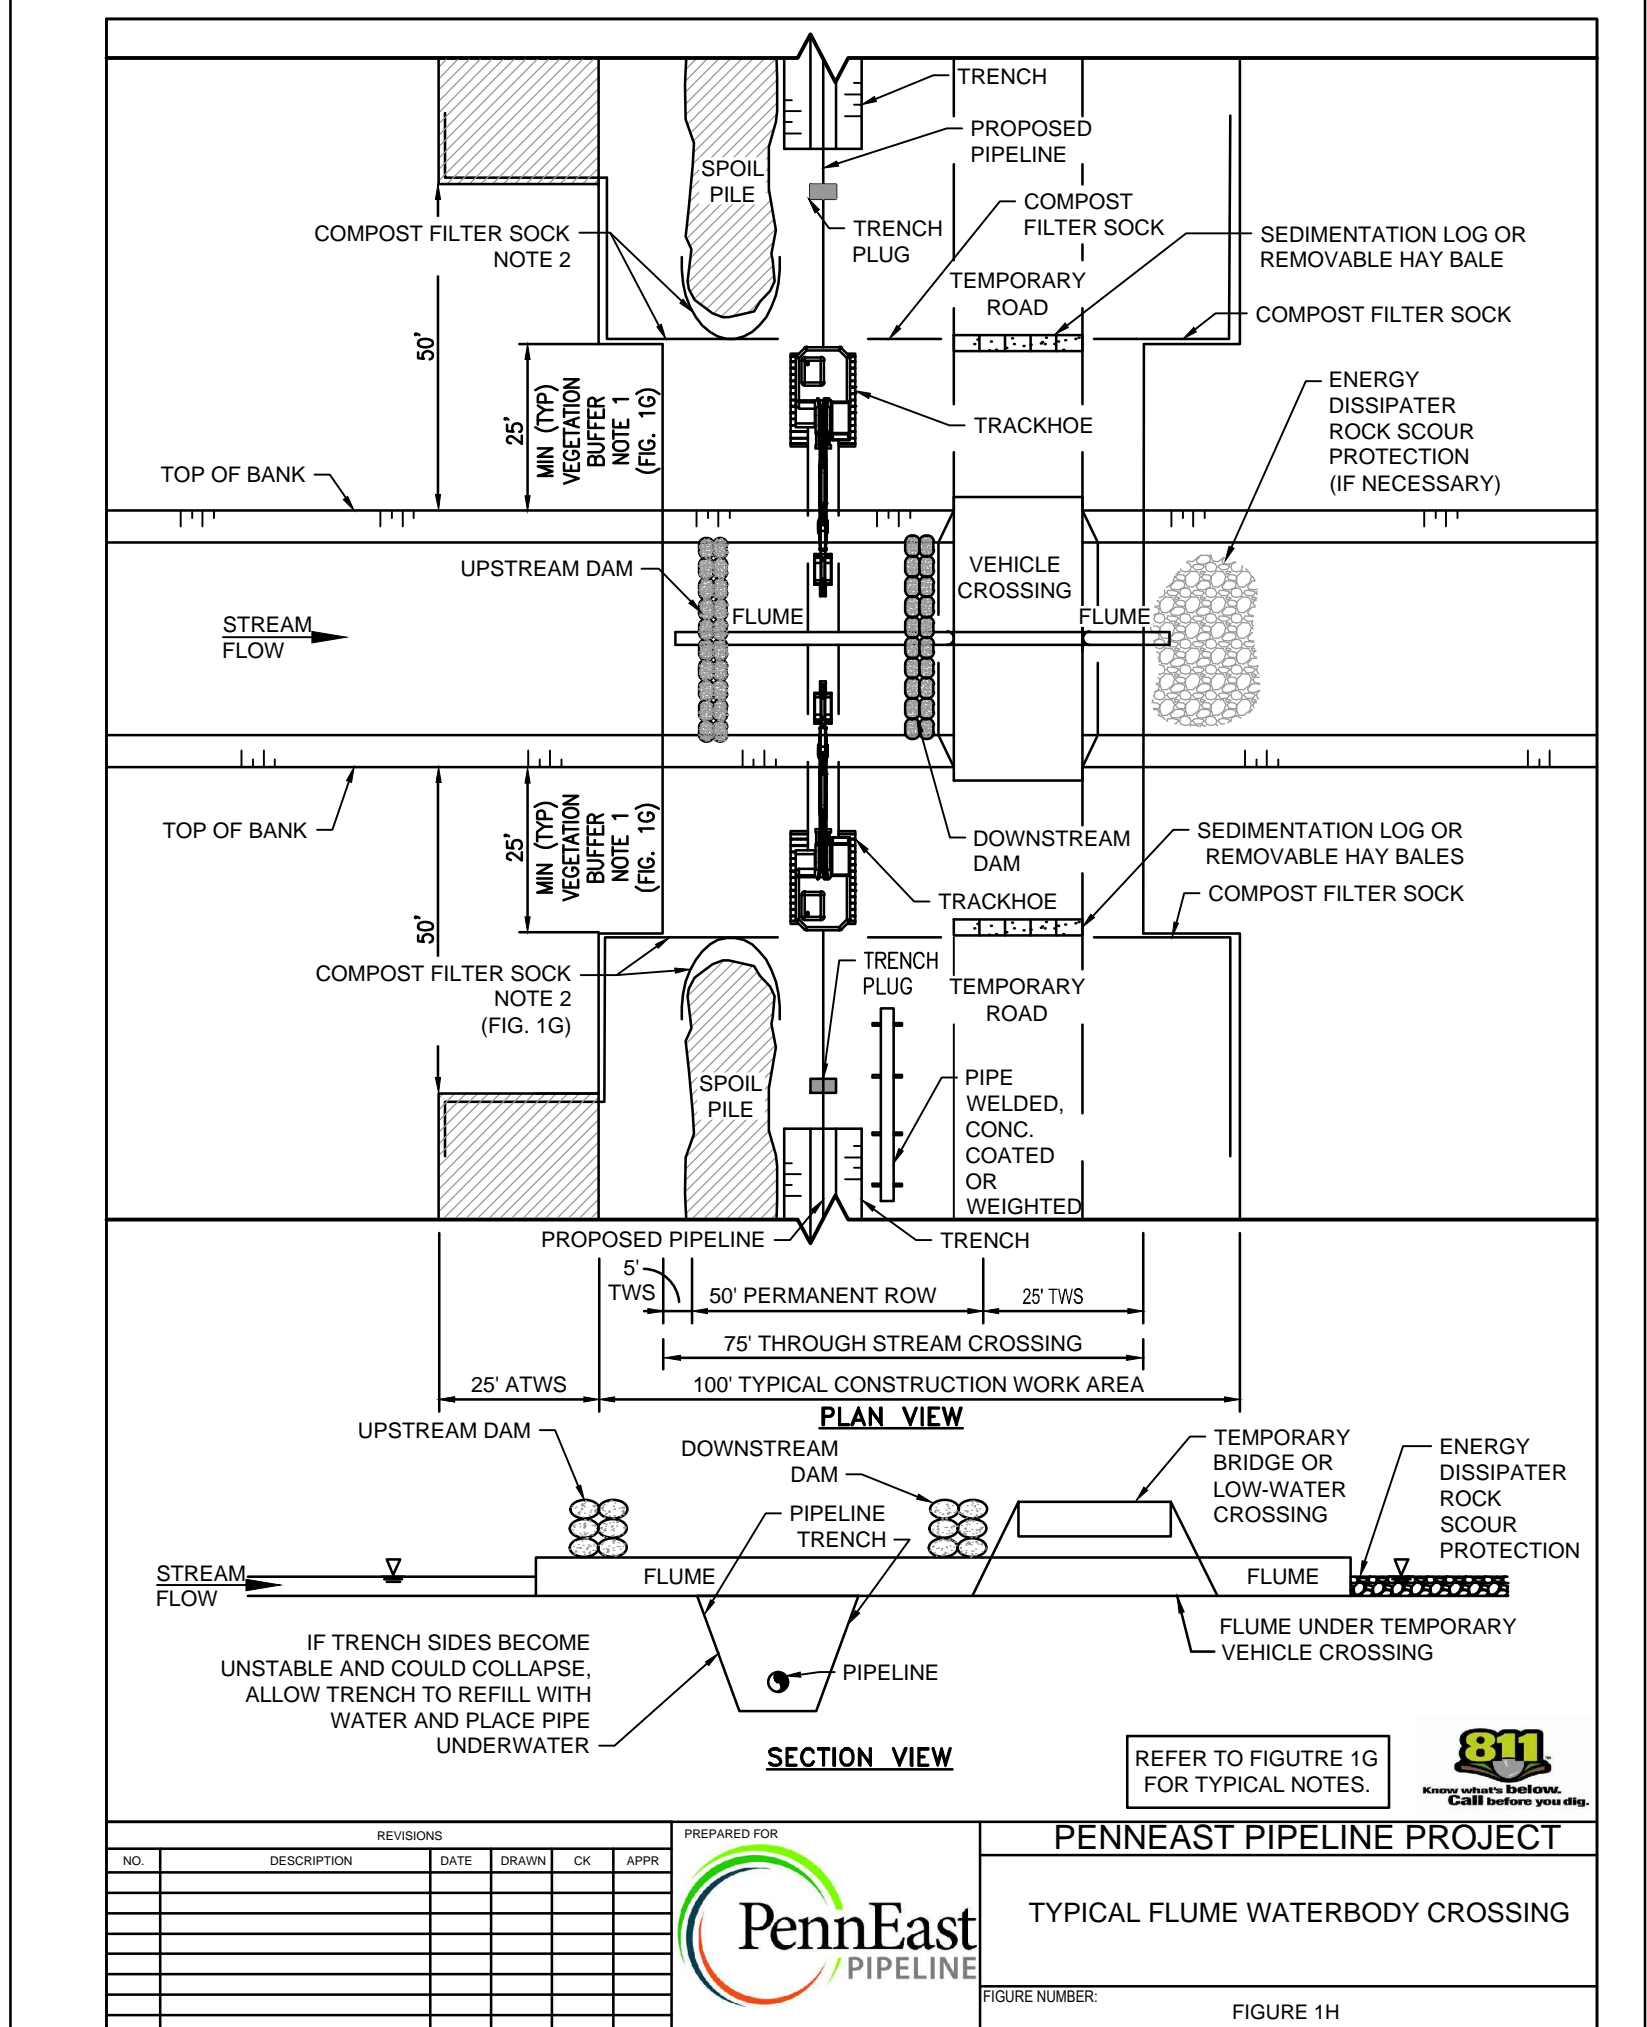 TRENCH
PROPOSED
PIPELINE
SPOIL
PILE
COMPOST
FILTER SOCK
TRENCH
PLUG
COMPOST FILTER SOCK
NOTE 2
SEDIMENTATION LOG OR
REMOVABLE HAY BALE
TEMPORARY
ROAD
COMPOST FILTER SOCK
50'
25'
MIN (TYP)
VEGETATION
BUFFER
NOTE 1
(FIG. 1G)
ENERGY
DISSIPATER
ROCK SCOUR
PROTECTION
(IF NECESSARY)
TRACKHOE
TOP OF BANK
UPSTREAM DAM
VEHICLE
CROSSING
FLUME
FLUME
STREAM
FLOW
TOP OF BANK
25'
MIN (TYP)
VEGETATION
BUFFER
NOTE 1
(FIG. 1G)
50'
DOWNSTREAM
DAM
SEDIMENTATION LOG OR
REMOVABLE HAY BALES
TRACKHOE
COMPOST FILTER SOCK
COMPOST FILTER SOCK
NOTE 2
(FIG. 1G)
TRENCH
PLUG
TEMPORARY
ROAD
SPOIL
PILE
PIPE
WELDED,
CONC.
COATED
OR
WEIGHTED
PROPOSED PIPELINE
TRENCH
5'
TWS
50' PERMANENT ROW
25' TWS
75' THROUGH STREAM CROSSING
25' ATWS
100' TYPICAL CONSTRUCTION WORK AREA
PLAN VIEW
UPSTREAM DAM
DOWNSTREAM
DAM
TEMPORARY
BRIDGE OR
LOW-WATER
CROSSING
ENERGY
DISSIPATER
ROCK
SCOUR
PROTECTION
PIPELINE
TRENCH
STREAM
FLOW
FLUME
FLUME
FLUME UNDER TEMPORARY
VEHICLE CROSSING
IF TRENCH SIDES BECOME
UNSTABLE AND COULD COLLAPSE,
ALLOW TRENCH TO REFILL WITH
WATER AND PLACE PIPE
UNDERWATER
PIPELINE
SECTION VIEW
REFER TO FIGUTRE 1G
FOR TYPICAL NOTES.
811
Know what's below.
Call before you dig.
REVISIONS
NO. DESCRIPTION DATE DRAWN CK APPR
PREPARED FOR
PennEast
PIPELINE
PENNEAST PIPELINE PROJECT
TYPICAL FLUME WATERBODY CROSSING
FIGURE NUMBER:
FIGURE 1H